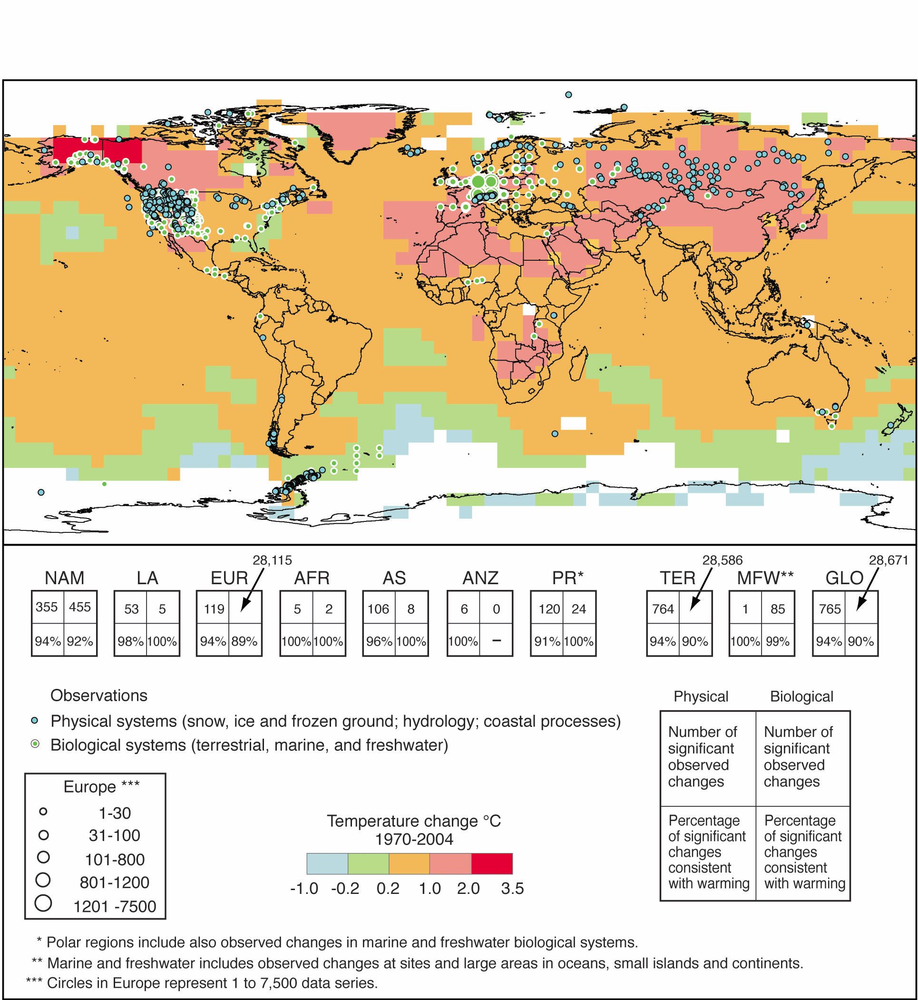 28,115 28,586 28,671
NAM LA EUR AFR AS ANZ PR* TER MFW** GLO
355 455 53 5 119 5 2 106 8 6 0 120 24 764 1 85 765
94% 92% 98% 100% 94% 89% 100% 100% 96% 100% 100% – 91% 100% 94% 90% 100% 99% 94% 90%
Observations
Physical systems (snow, ice and frozen ground; hydrology; coastal processes)
Biological systems (terrestrial, marine, and freshwater)
Europe ***
1-30
31-100
101-800
801-1200
1201 -7500
Temperature change °C
1970-2004
-1.0 -0.2 0.2 1.0 2.0 3.5
Physical Biological
Number of
significant
observed
changes
Number of
significant
observed
changes
Percentage
of significant
changes
consistent
with warming
Percentage
of significant
changes
consistent
with warming
* Polar regions include also observed changes in marine and freshwater biological systems.
** Marine and freshwater includes observed changes at sites and large areas in oceans, small islands and continents.
*** Circles in Europe represent 1 to 7,500 data series.